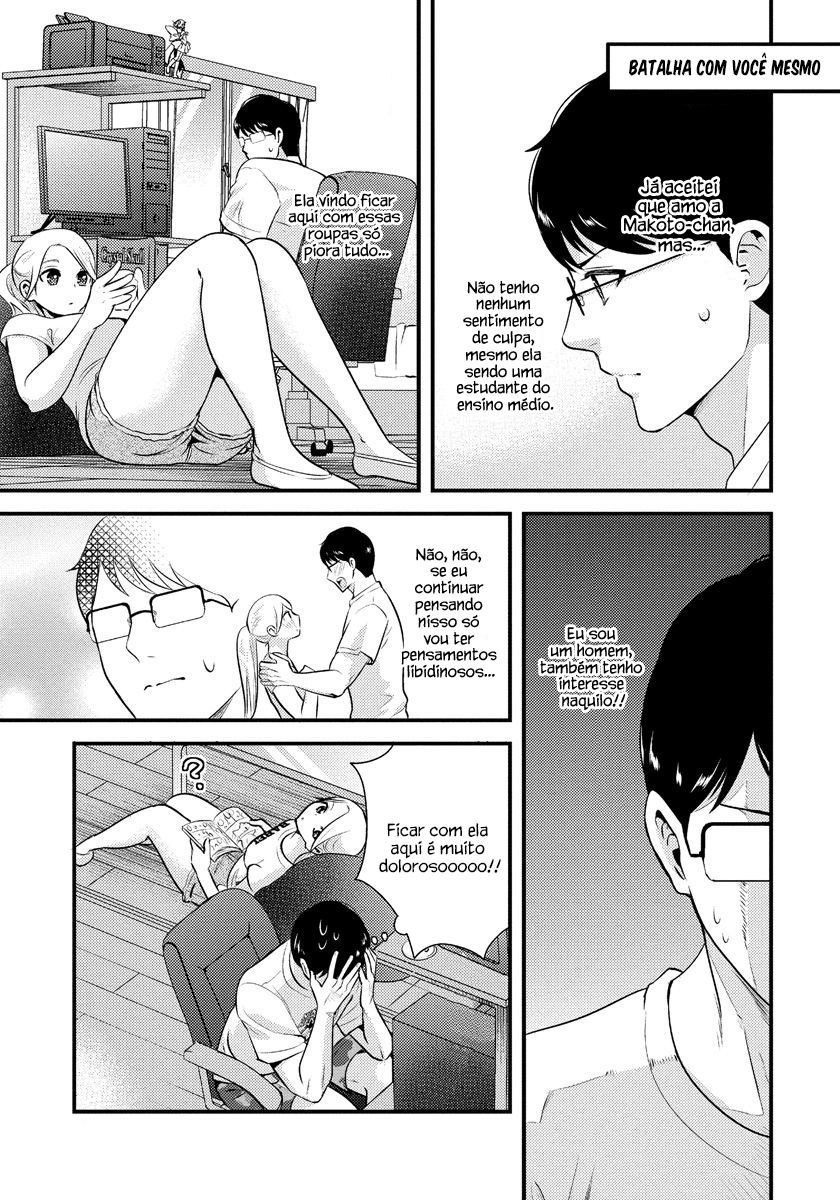 BATALHA COM VOCÊ MESMO
Já aceitei
que amo a
Makoto-chan,
mas...
Não tenho
nenhum
sentimento
de culpa,
mesmo ela
sendo uma
estudante do
ensino médio.
Ela vindo ficar
aqui com essas
roupas só
piora tudo...
Eu sou
um homem,
também tenho
interesse
naquilo!!
Não, não,
se eu
continuar
pensando
nisso só
vou ter
pensamentos
libidinosos...
?
Ficar com ela
aqui é muito
dolorosooooo!!